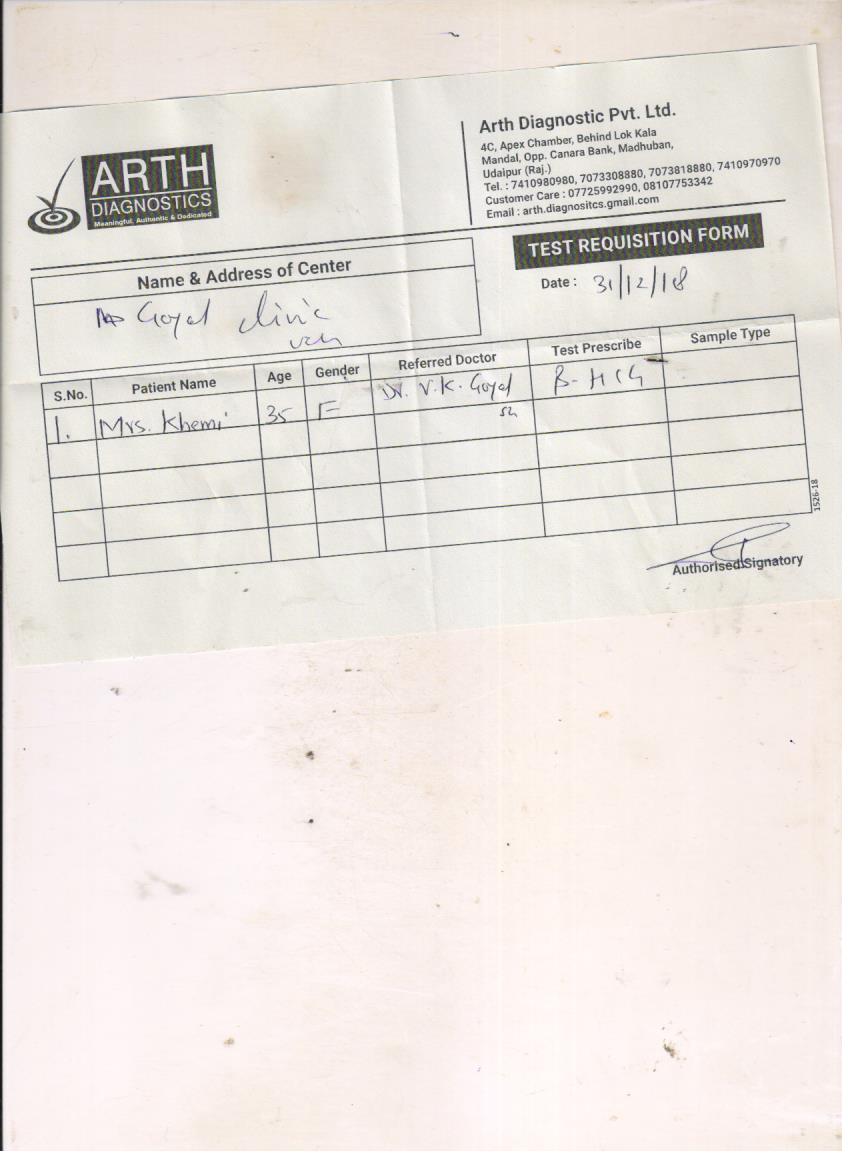 ARTH
DIAGNOSTICS
Meaningful, Authentic & Dedicated
Arth Diagnostic Pvt. Ltd.
4C, Apex Chamber, Behind Lok Kala
Mandal, Opp. Canara Bank, Madhuban,
Udaipur (Raj.)
Tel. : 7410980980, 7073308880, 7073818880, 7410970970
Customer Care : 07725992990, 08107753342
Email : arth.diagnositcs.gmail.com
TEST REQUISITION FORM
Date : 31/12/18
Name & Address of Center
Goyal clinic
S.No. Patient Name Age Gender Referred Doctor Test Prescribe Sample Type
1. Mrs. Khemi 35 F Dr. V.K. Goyal B-HCG
1526-18
Authorised Signatory